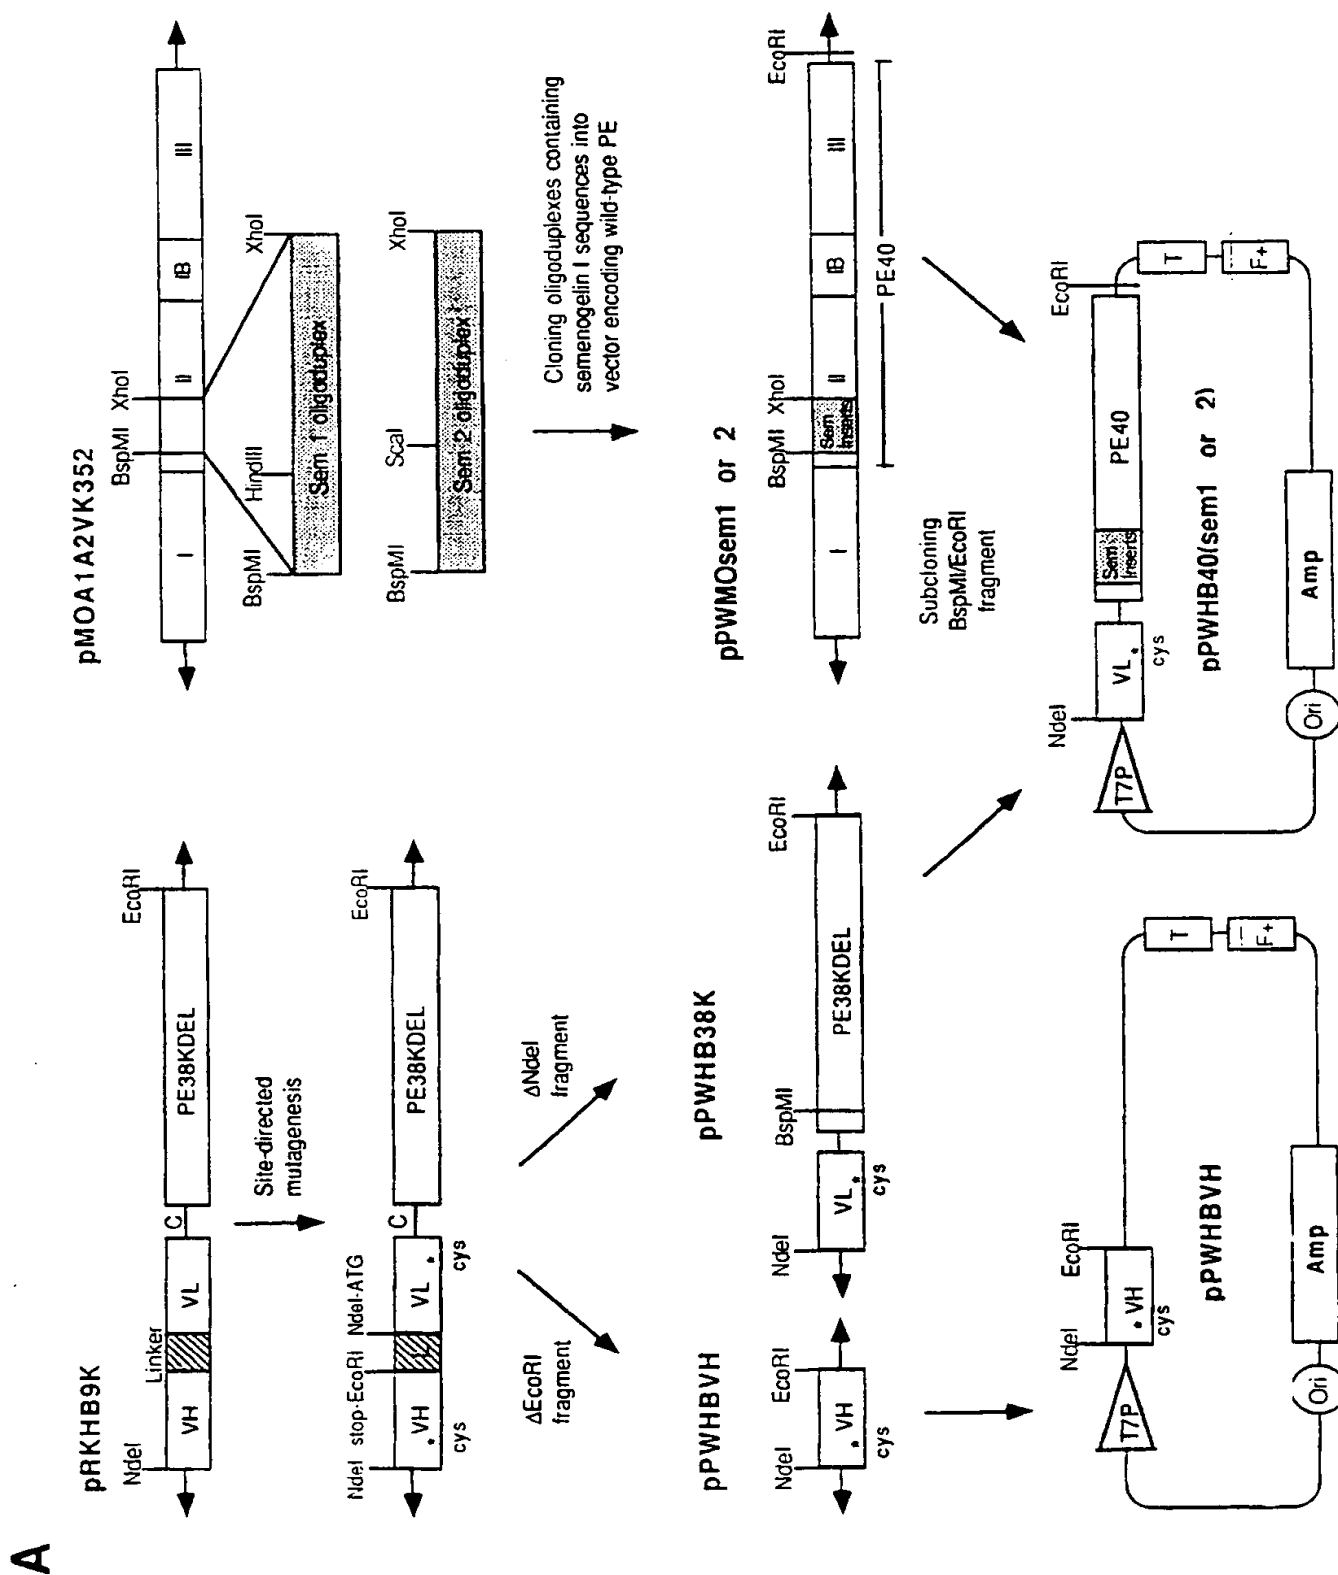 A
pRKHB9K
NdeI
Linker
EcoRI
VH
VL
C
PE38KDEL
Site-directed
mutagenesis
NdeI
stop-EcoRI
NdeI-ATG
EcoRI
* VH
L
VL *
C
PE38KDEL
cys
cys
ΔEcoRI
fragment
ΔNdeI
fragment
pPWHBVH
NdeI
EcoRI
* VH
cys
pPWHB38K
NdeI
BspMI
EcoRI
VL *
PE38KDEL
cys
NdeI
EcoRI
T7P
* VH
cys
T
F+
pPWHBVH
Ori
Amp
pMOA1A2VK352
BspMI
XhoI
I
II
IB
III
BspMI
HindIII
XhoI
Sem 1 oligoduplex
BspMI
ScaI
XhoI
Sem 2 oligoduplex
Cloning oligoduplexes containing
semenogelin I sequences into
vector encoding wild-type PE
pPWMOsem1 or 2
BspMI
XhoI
EcoRI
I
Sem
Inserts
II
IB
III
PE40
Subcloning
BspMI/EcoRI
fragment
NdeI
EcoRI
T7P
VL *
cys
Sem
Inserts
PE40
T
F+
pPWHB40(sem1 or 2)
Ori
Amp